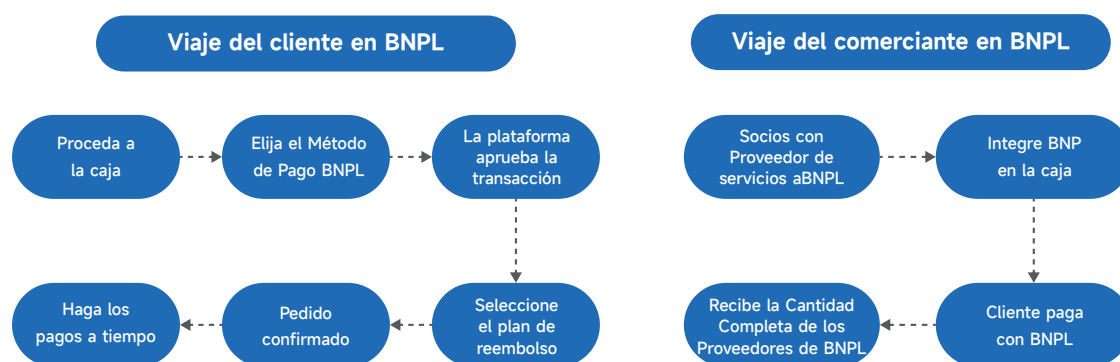 Viaje del cliente en BNPL
Proceda a
la caja
Elija el Método
de Pago BNPL
La plataforma
aprueba la
transacción
Seleccione
el plan de
reembolso
Pedido
confirmado
Haga los
pagos a tiempo
Viaje del comerciante en BNPL
Socios con
Proveedor de
servicios aBNPL
Integre BNP
en la caja
Cliente paga
con BNPL
Recibe la Cantidad
Completa de los
Proveedores de BNPL